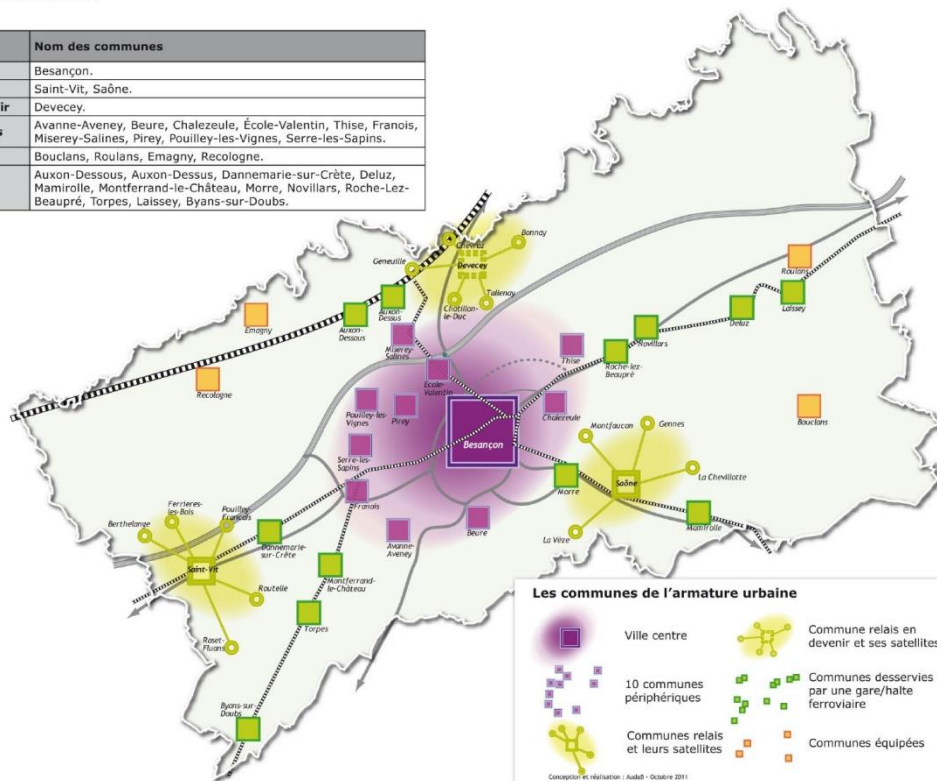 Nom des communes
Besançon.
Saint-Vit, Saône.
ir
Devecey.
s
Avanne-Aveney, Beure, Chalezeule, École-Valentin, Thise, Franois,
Miserey-Salines, Pirey, Pouilley-les-Vignes, Serre-les-Sapins.
Bouclans, Roulans, Emagny, Recologne.
Auxon-Dessous, Auxon-Dessus, Dannemarie-sur-Crète, Deluz,
Mamirolle, Montferrand-le-Château, Morre, Novillars, Roche-Lez-
Beaupré, Torpes, Laissey, Byans-sur-Doubs.
Bonnay
Chevroz
Geneuille
Devecey
Tallenay
Chatillon-
le-Duc
Roulans
Laissey
Deluz
Novillars
Emagny
Auxon-
Dessus
Auxon-
Dessous
Miserey-
Salines
Thise
Roche-lez-
Beaupré
École-
Valentin
Recologne
Pouilley-les-
Vignes
Pirey
Chalezeule
Bouclans
Besançon
Montfaucon
Gennes
Serre-les-
Sapins
La Chevillotte
Saône
Morre
Franois
Ferrières-
les-Bois
Pouilley-
Français
Berthelange
Mamirolle
Beure
La Vèze
Avanne-
Aveney
Dannemarie-
sur-Crète
Saint-Vit
Montferrand-
le-Château
Routelle
Torpes
Roset-
Fluans
Byans-sur-
Doubs
Les communes de l'armature urbaine
Ville centre
Commune relais en
devenir et ses satellites
10 communes
périphériques
Communes desservies
par une gare/halte
ferroviaire
Communes relais
et leurs satellites
Communes équipées
Conception et réalisation : AudaB - Octobre 2011